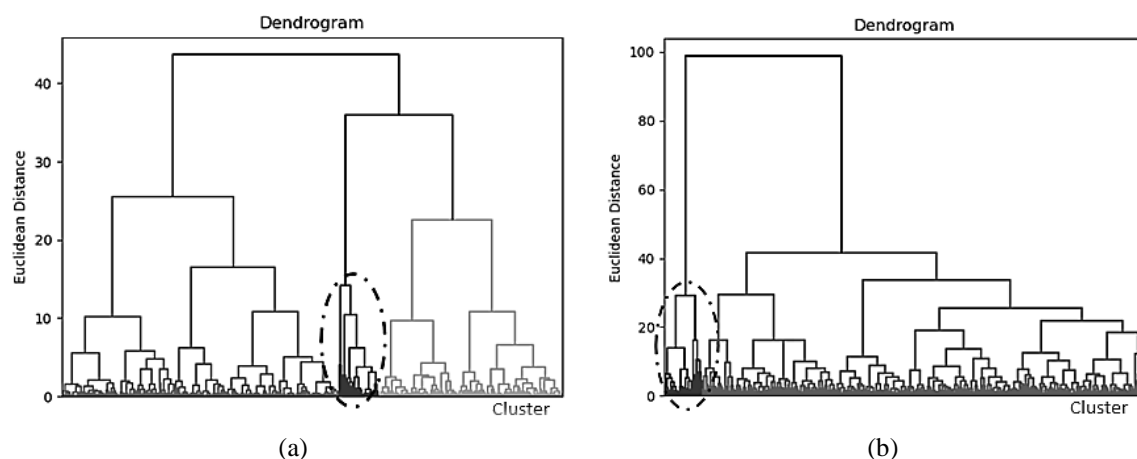 Dendrogram
40
30
20
10
0
Euclidean Distance
Cluster
(a)
Dendrogram
100
80
60
40
20
0
Euclidean Distance
Cluster
(b)